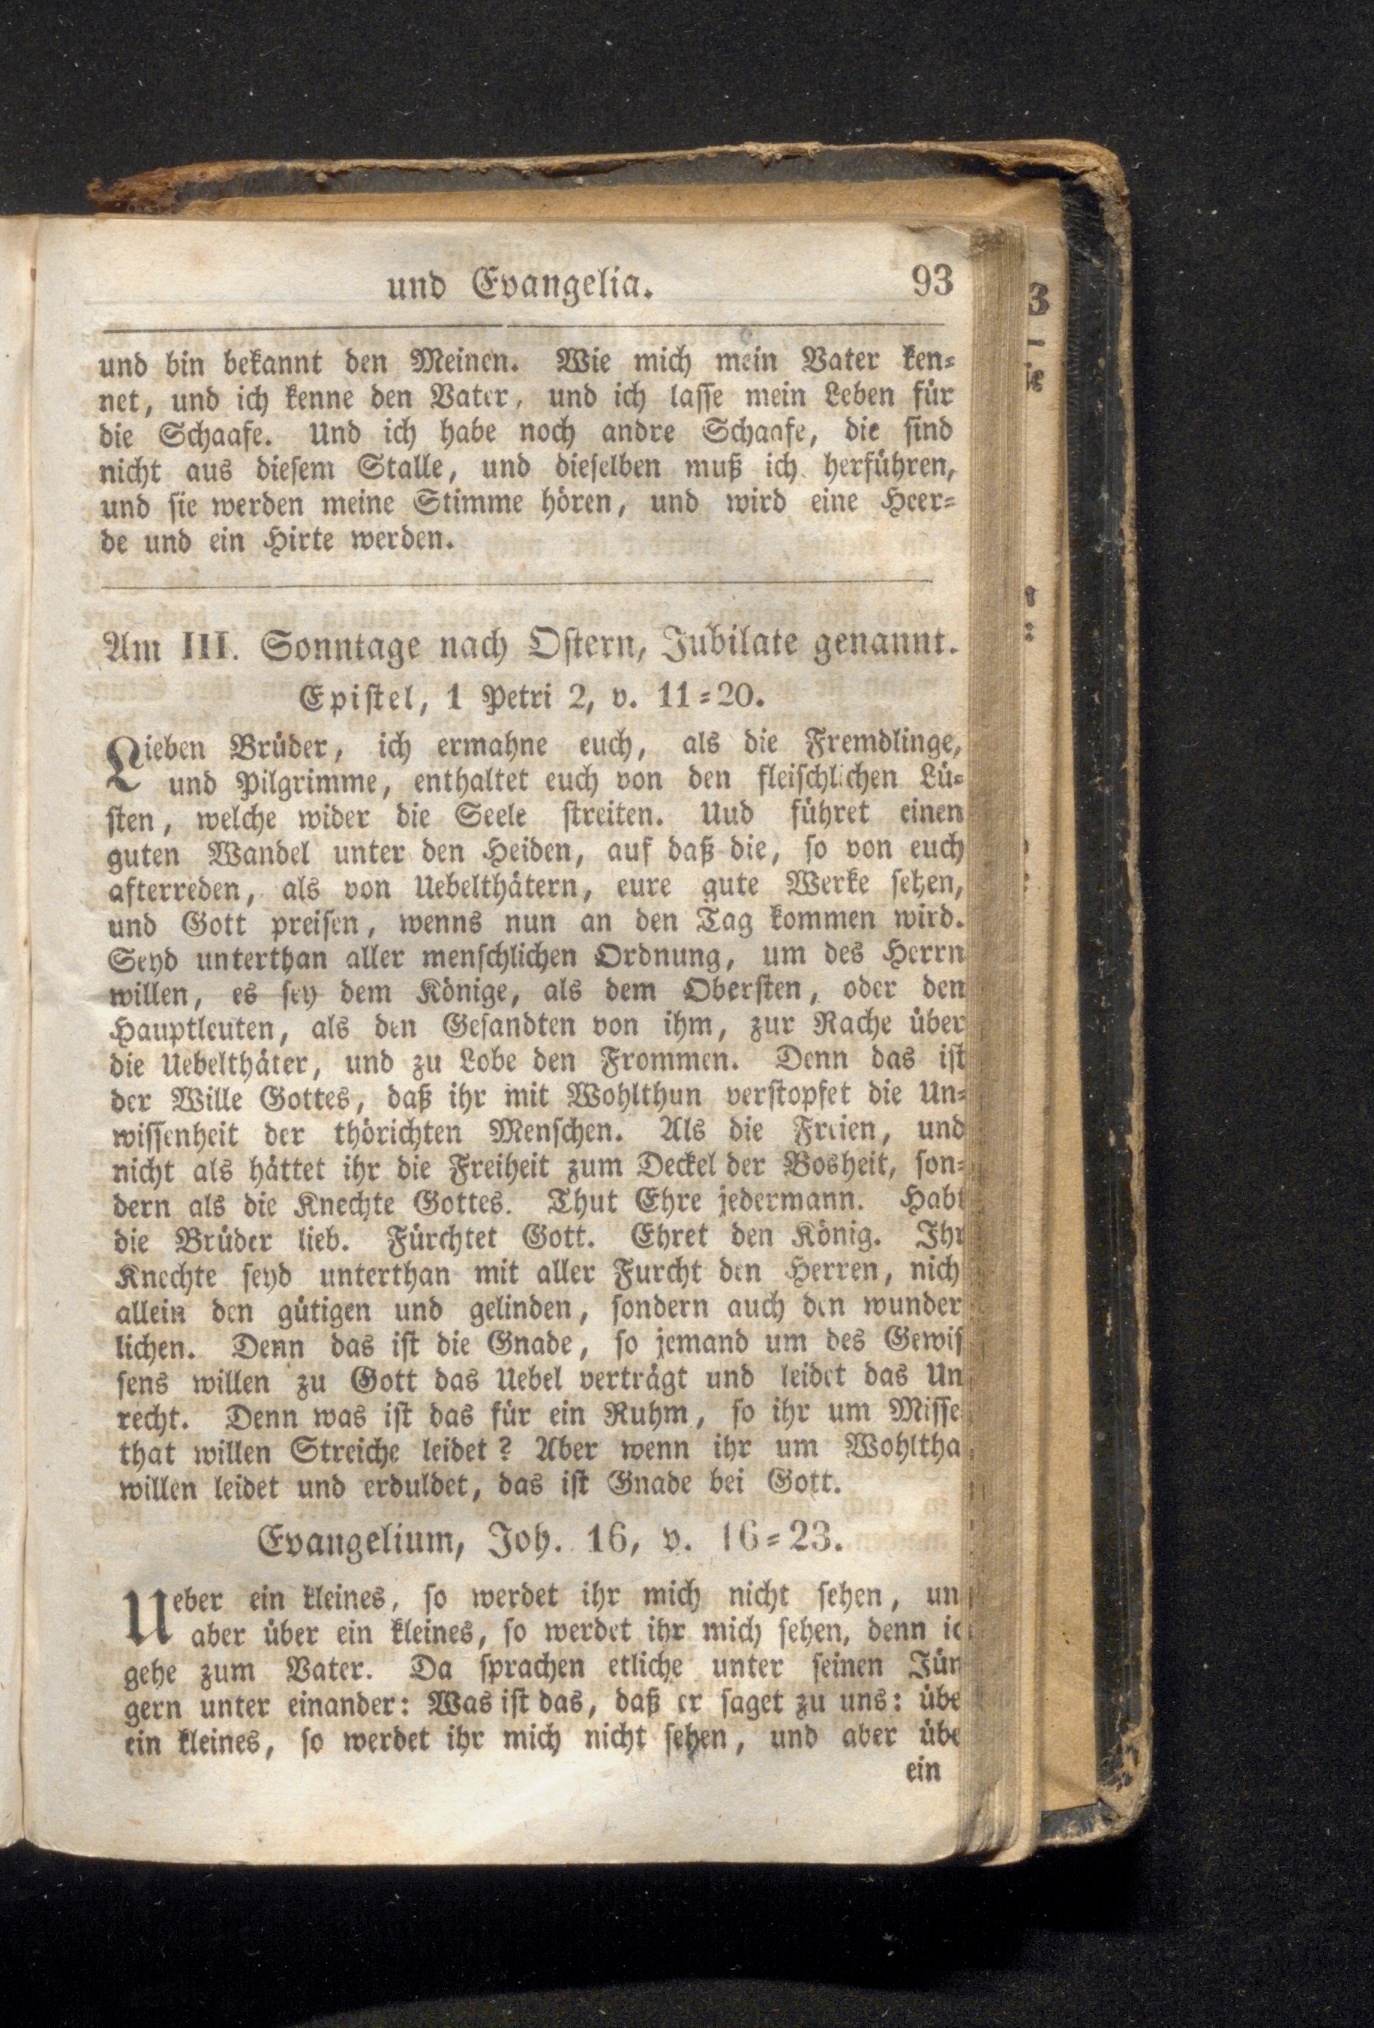 und Evangelia. 93
und bin bekannt den Meinen. Wie mich mein Vater ken=
net, und ich kenne den Vater, und ich lasse mein Leben für
die Schaafe. Und ich habe noch andre Schaafe, die sind
nicht aus diesem Stalle, und dieselben muß ich herführen,
und sie werden meine Stimme hören, und wird eine Heer=
de und ein Hirte werden.
Am III. Sonntage nach Ostern, Jubilate genannt.
Epistel, 1 Petri 2, v. 11=20.
Lieben Brüder, ich ermahne euch, als die Fremdlinge,
und Pilgrimme, enthaltet euch von den fleischlichen Lü=
sten, welche wider die Seele streiten. Uud führet einen
guten Wandel unter den Heiden, auf daß die, so von euch
afterreden, als von Uebelthätern, eure gute Werke sehen,
und Gott preisen, wenns nun an den Tag kommen wird.
Seyd unterthan aller menschlichen Ordnung, um des Herrn
willen, es sey dem Könige, als dem Obersten, oder den
Hauptleuten, als den Gesandten von ihm, zur Rache über
die Uebelthäter, und zu Lobe den Frommen. Denn das ist
der Wille Gottes, daß ihr mit Wohlthun verstopfet die Un=
wissenheit der thörichten Menschen. Als die Freien, und
nicht als hättet ihr die Freiheit zum Deckel der Bosheit, son=
dern als die Knechte Gottes. Thut Ehre jedermann. Habt
die Brüder lieb. Fürchtet Gott. Ehret den König. Ihr
Knechte seyd unterthan mit aller Furcht den Herren, nich
allein den gütigen und gelinden, sondern auch den wunder
lichen. Denn das ist die Gnade, so jemand um des Gewis
sens willen zu Gott das Uebel verträgt und leidet das Un
recht. Denn was ist das für ein Ruhm, so ihr um Misse
that willen Streiche leidet? Aber wenn ihr um Wohltha
willen leidet und erduldet, das ist Gnade bei Gott.
Evangelium, Joh. 16, v. 16=23.
Ueber ein kleines, so werdet ihr mich nicht sehen, un
aber über ein kleines, so werdet ihr mich sehen, denn ic
gehe zum Vater. Da sprachen etliche unter seinen Jün
gern unter einander: Was ist das, daß er saget zu uns: übe
ein kleines, so werdet ihr mich nicht sehen, und aber übe
ein